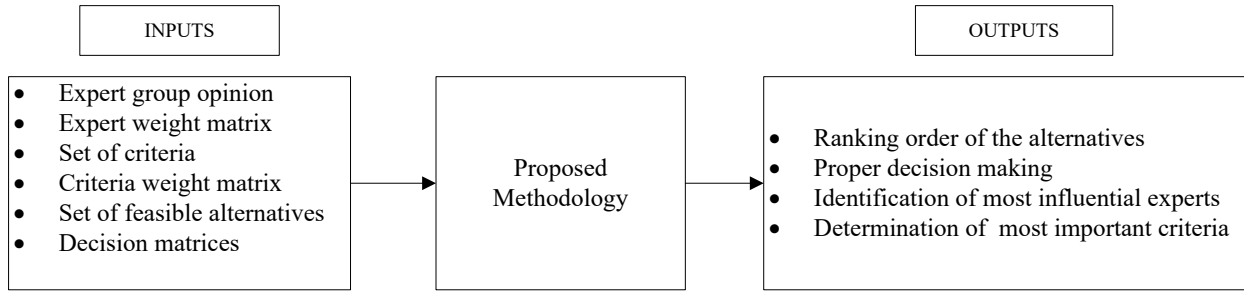 INPUTS
OUTPUTS
• Expert group opinion
• Expert weight matrix
• Set of criteria
• Criteria weight matrix
• Set of feasible alternatives
• Decision matrices
Proposed
Methodology
• Ranking order of the alternatives
• Proper decision making
• Identification of most influential experts
• Determination of most important criteria